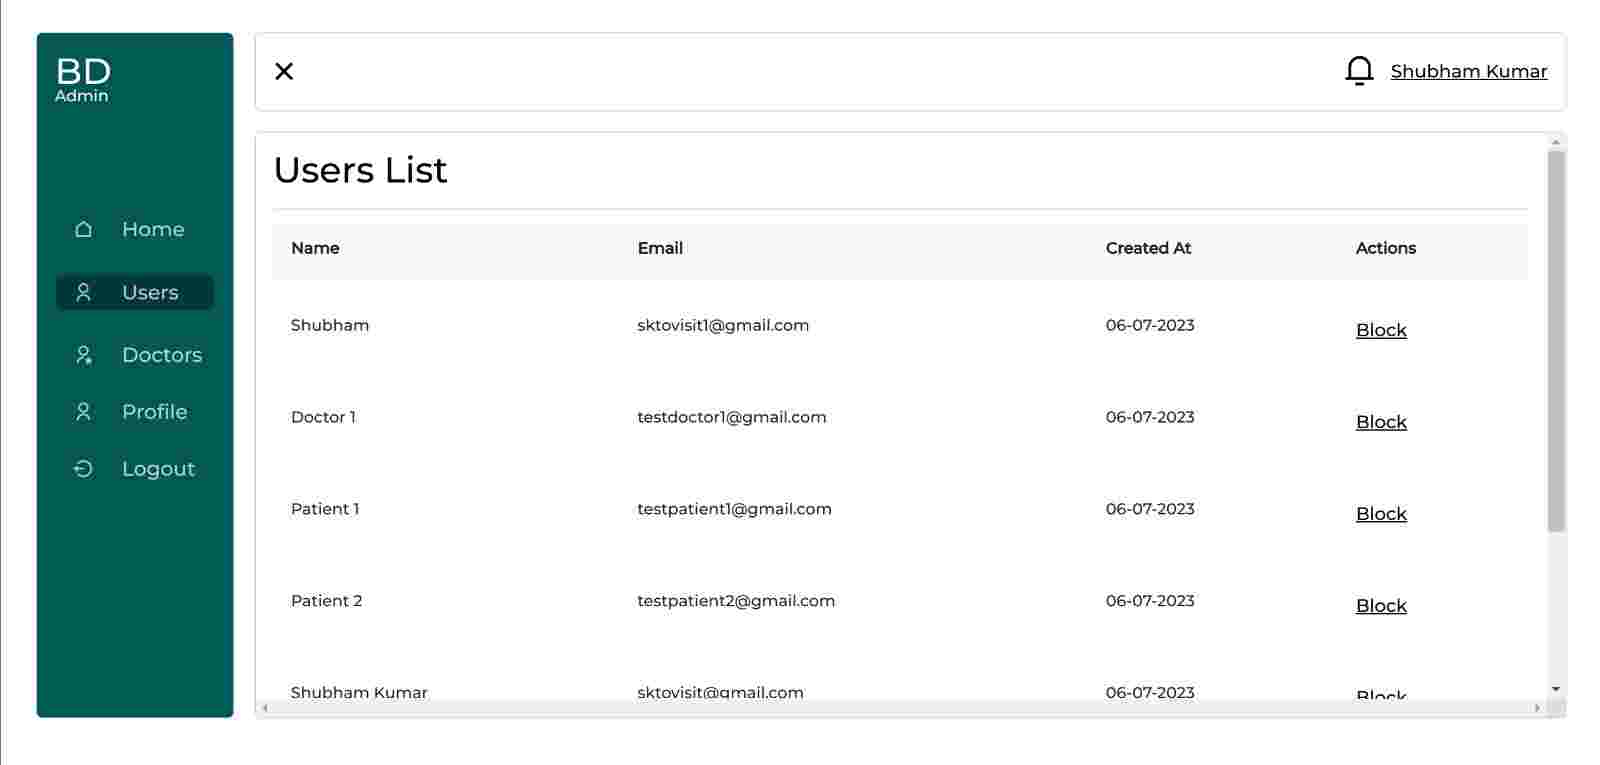 BD
Admin
Home
Users
Doctors
Profile
Logout
Shubham Kumar
Users List
Name Email Created At Actions
Shubham sktovisit1@gmail.com 06-07-2023 Block
Doctor 1 testdoctor1@gmail.com 06-07-2023 Block
Patient 1 testpatient1@gmail.com 06-07-2023 Block
Patient 2 testpatient2@gmail.com 06-07-2023 Block
Shubham Kumar sktovisit@gmail.com 06-07-2023 Block